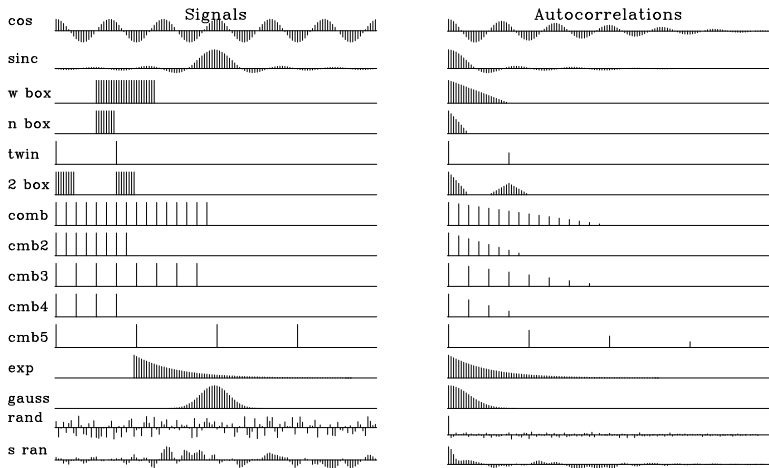 Signals
Autocorrelations
cos
sinc
w box
n box
twin
2 box
comb
cmb2
cmb3
cmb4
cmb5
exp
gauss
rand
s ran